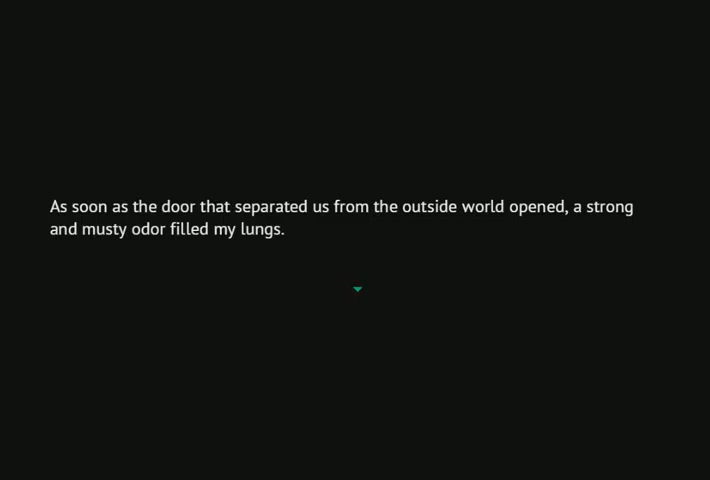 As soon as the door that separated us from the outside world opened, a strong
and musty odor filled my lungs.